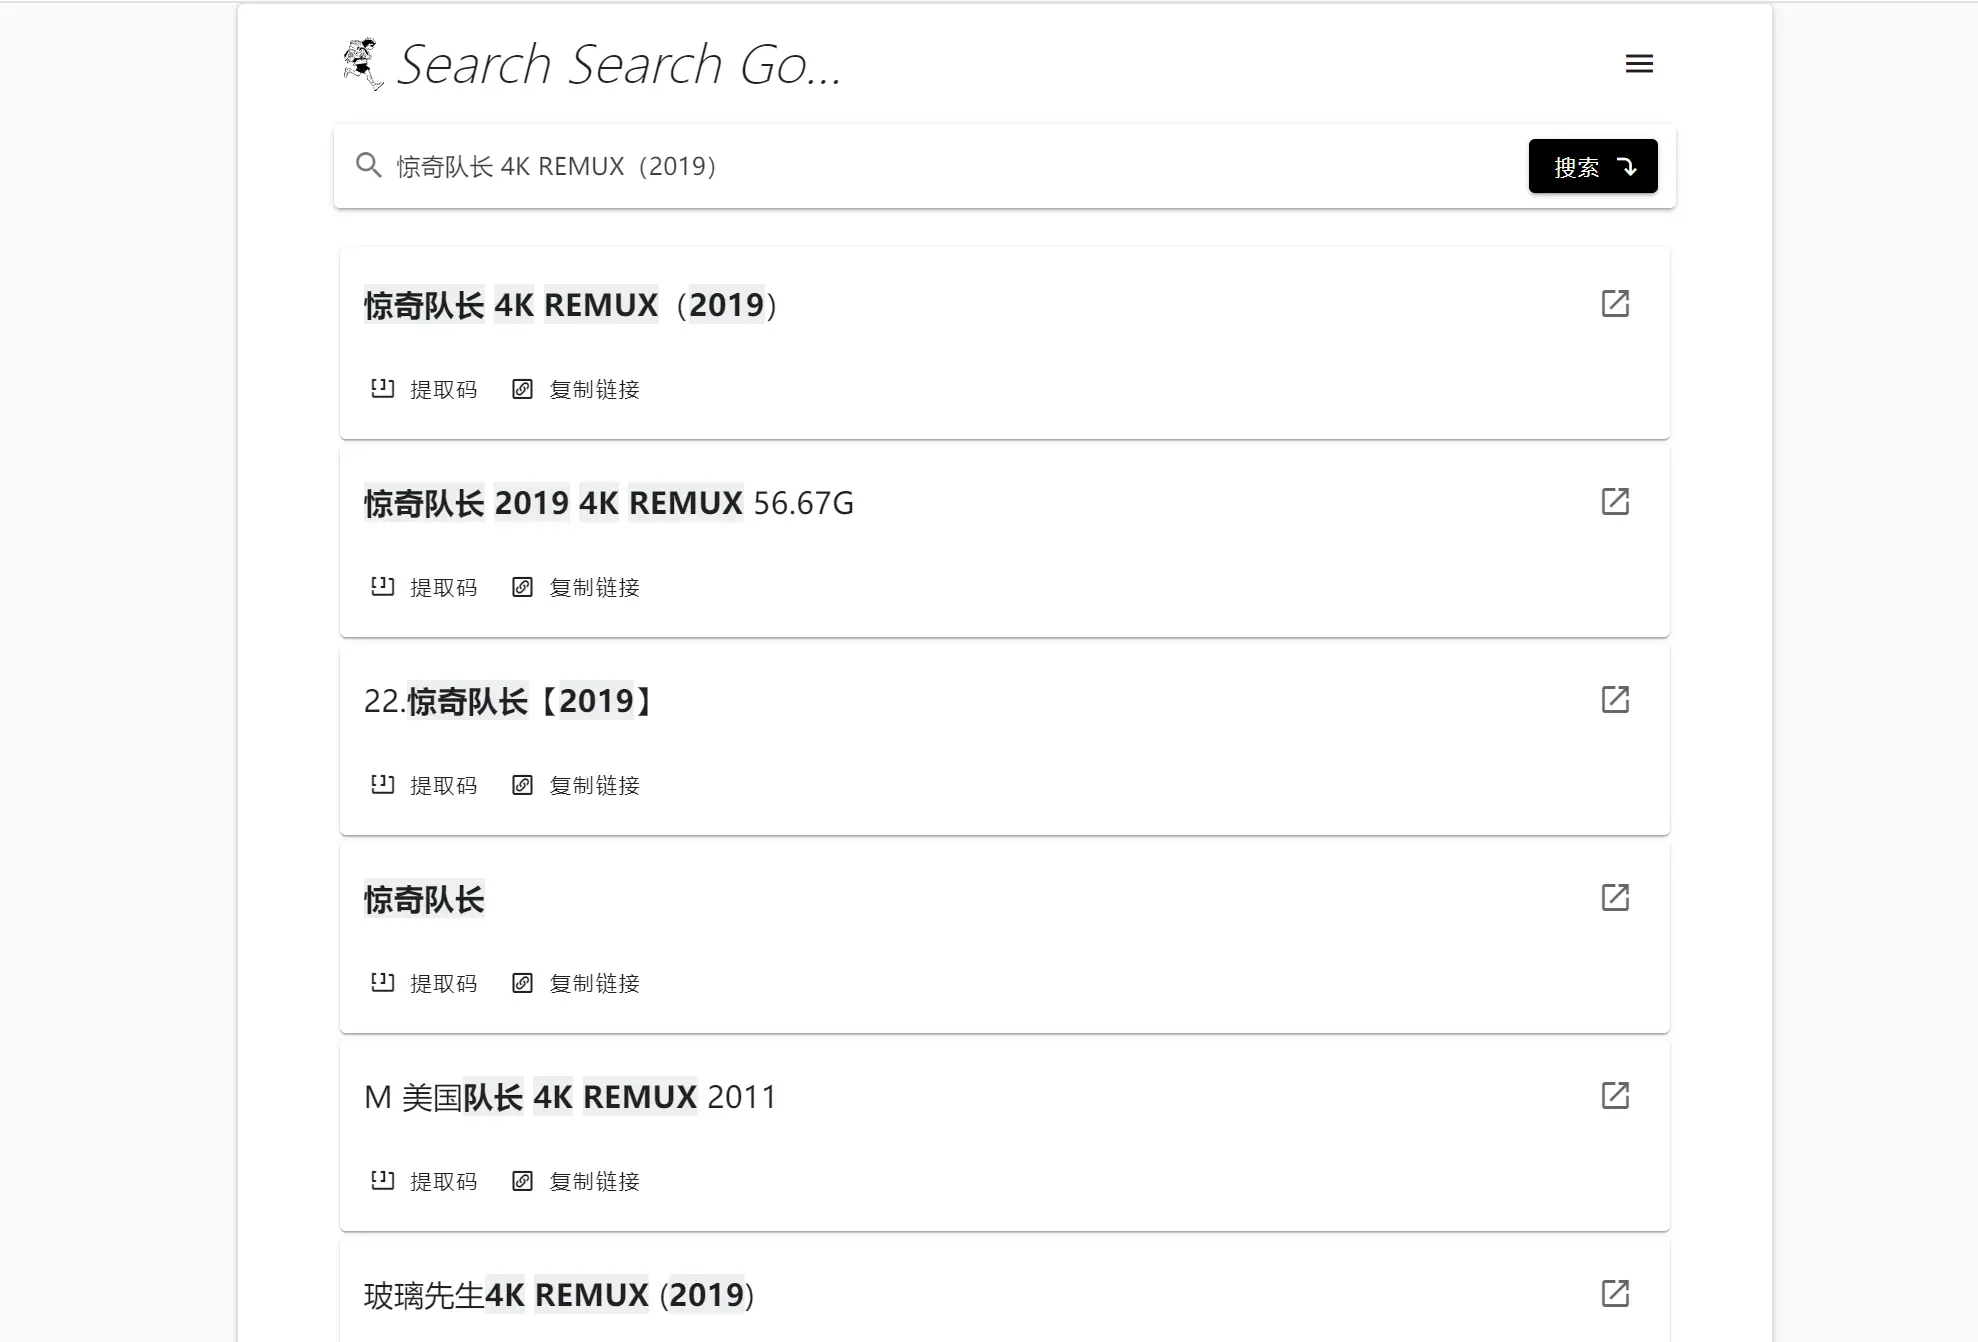 Search Search Go...
惊奇队长 4K REMUX（2019）
搜索
惊奇队长 4K REMUX（2019）
提取码 复制链接
惊奇队长 2019 4K REMUX 56.67G
提取码 复制链接
22.惊奇队长【2019】
提取码 复制链接
惊奇队长
提取码 复制链接
M 美国队长 4K REMUX 2011
提取码 复制链接
玻璃先生4K REMUX (2019)